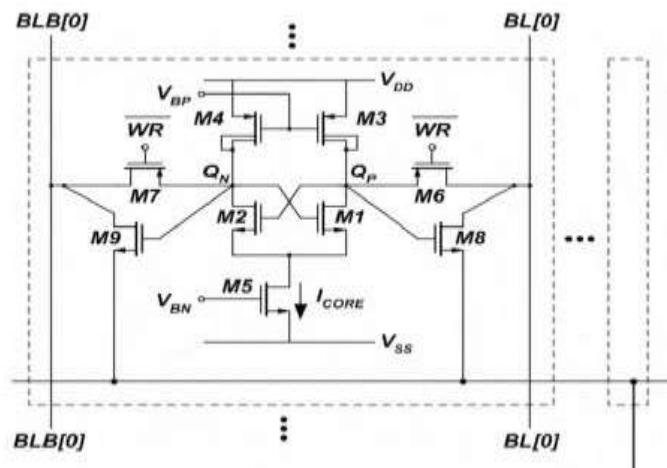 BLB[0] BL[0]
V_DD
V_BP
M4 M3
WR WR
Q_N Q_P
M7 M6
M2 M1
M9 M8
M5
V_BN I_CORE
V_SS
BLB[0] BL[0]